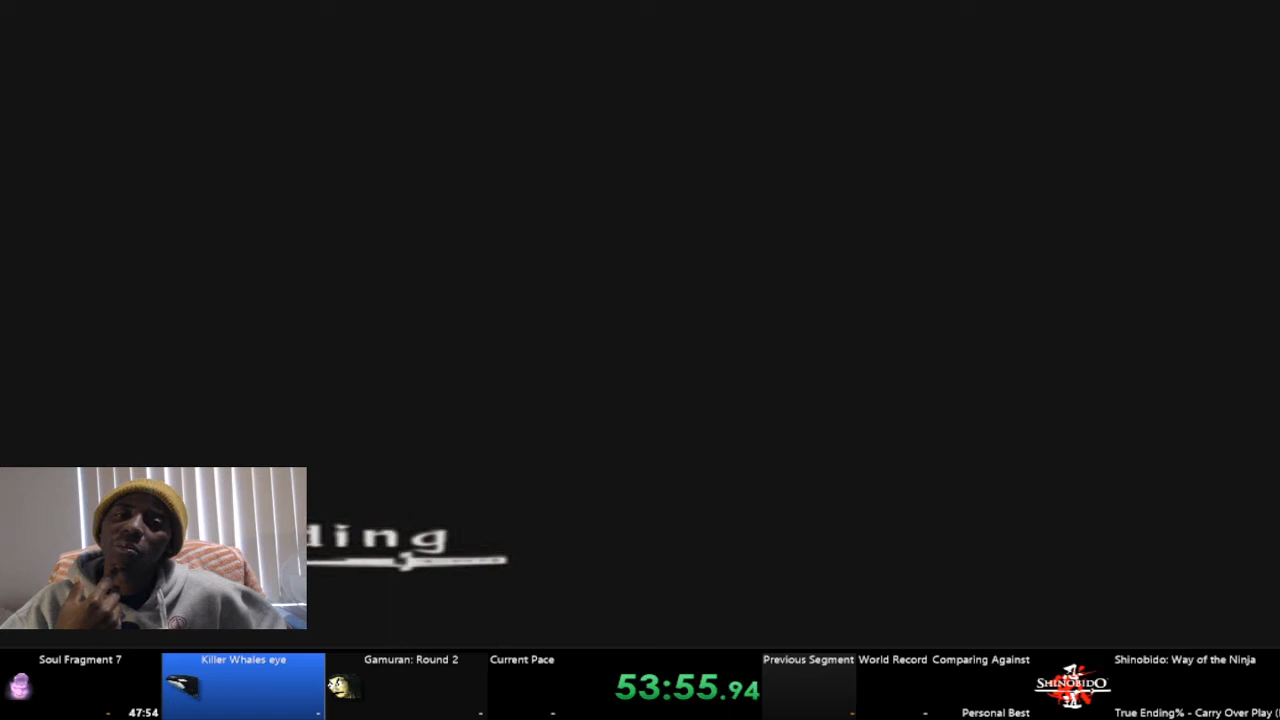 ding
Soul Fragment 7
- 47:54
Killer Whales eye
-
Gamuran: Round 2
-
Current Pace
-
53:55.94
Previous Segment
-
World Record
-
Comparing Against
Personal Best
SHINOBIDO
Shinobido: Way of the Ninja
True Ending% - Carry Over Play (